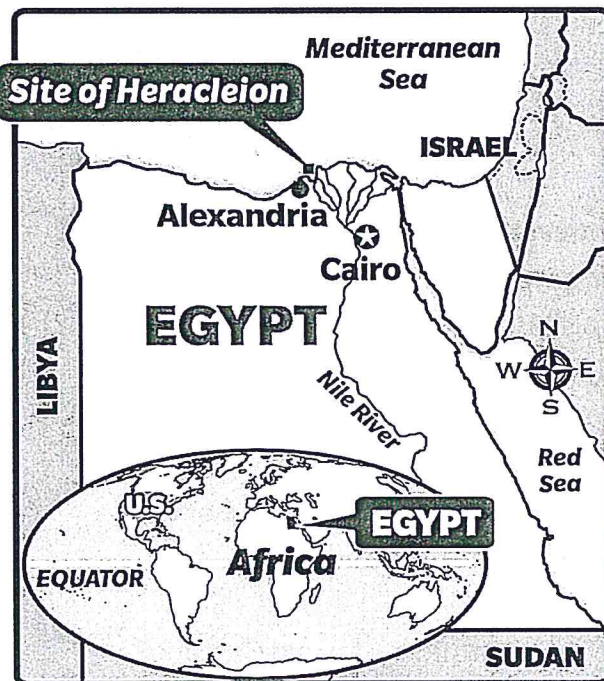 Mediterranean
Sea
Site of Heracleion
ISRAEL
Alexandria
Cairo
EGYPT
LIBYA
Nile River
N
W E
S
Red
Sea
U.S.
EGYPT
Africa
EQUATOR
SUDAN